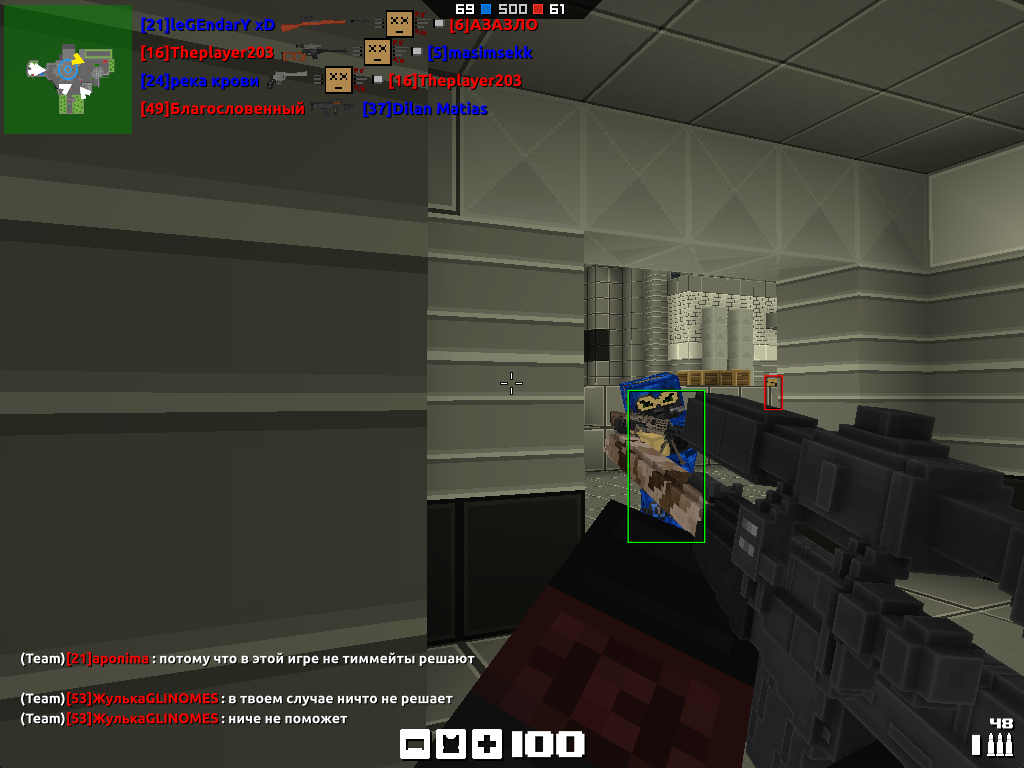 69 500 61
[21]leGEndarY xD [6]АЗАЗЛО
[16]Theplayer203 [5]masimsekk
[24]река крови [16]Theplayer203
[49]Благословенный [37]Dilan Matias
(Team)[21]aponima : потому что в этой игре не тиммейты решают
(Team)[53]ЖулькаGLINOMES : в твоем случае ничто не решает
(Team)[53]ЖулькаGLINOMES : ниче не поможет
100
48